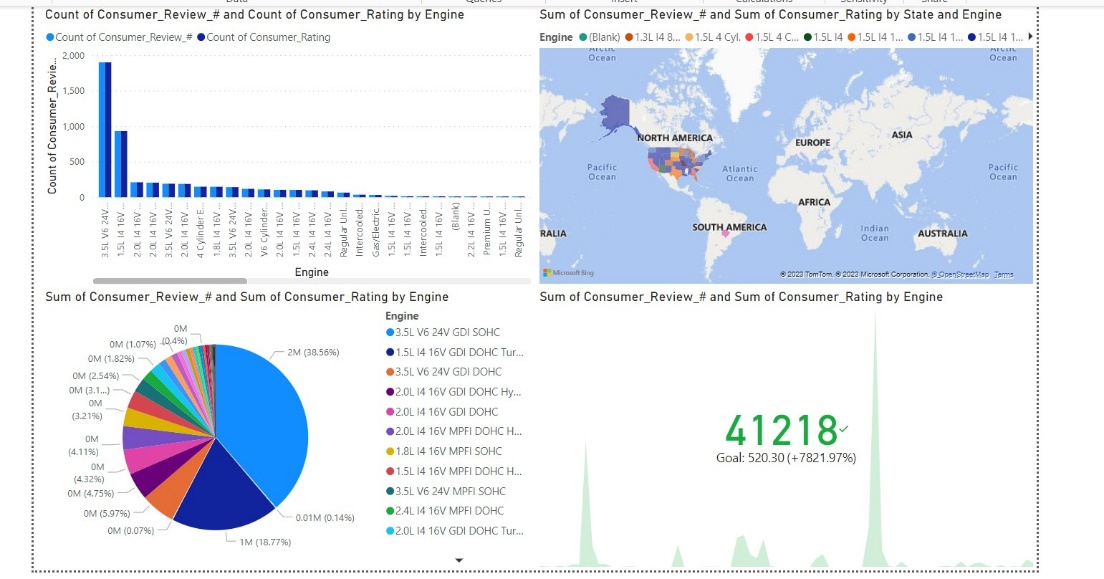 Count of Consumer_Review_# and Count of Consumer_Rating by Engine
Count of Consumer_Review_# Count of Consumer_Rating
Count of Consumer_Revie...
2,000
1,500
1,000
500
0
3.5L V6 24V...
1.5L I4 16V ...
2.0L I4 16V ...
2.0L I4 16V ...
3.5L V6 24V...
2.0L I4 16V ...
4 Cylinder E...
1.8L I4 16V ...
3.5L V6 24V...
2.0L I4 16V ...
V6 Cylinder
2.0L I4 16V ...
1.5L I4 16V ...
2.4L I4 16V ...
2.4L I4 16V ...
Regular Unl...
Intercooled...
Gas/Electric...
1.5L I4 16V ...
1.5L I4 16V ...
Intercooled...
1.5L I4 16V ...
(Blank)
2.2L I4 16V ...
Premium U...
1.5L I4 16V ...
Regular Unl...
Engine
Sum of Consumer_Review_# and Sum of Consumer_Rating by State and Engine
Engine (Blank) 1.3L I4 8... 1.5L 4 Cyl. 1.5L 4 C... 1.5L I4 1.5L I4 1... 1.5L I4 1... 1.5L I4 1...
Arctic Ocean
Arctic Ocean
NORTH AMERICA
EUROPE
ASIA
Pacific Ocean
Atlantic Ocean
Pacific Ocean
AFRICA
SOUTH AMERICA
Indian Ocean
RALIA
AUSTRALIA
Microsoft Bing
© 2023 TomTom, © 2023 Microsoft Corporation, © OpenStreetMap Terms
Sum of Consumer_Review_# and Sum of Consumer_Rating by Engine
0M
0M (1.07%)
(0.4%)
0M (1.82%)
0M (2.54%)
0M (3.1...)
0M (3.21%)
0M (4.11%)
0M (4.32%)
0M (4.75%)
0M (5.97%)
0M (0.07%)
1M (18.77%)
0.01M (0.14%)
2M (38.56%)
Engine
3.5L V6 24V GDI SOHC
1.5L I4 16V GDI DOHC Tur...
3.5L V6 24V GDI DOHC
2.0L I4 16V GDI DOHC Hy...
2.0L I4 16V GDI DOHC
2.0L I4 16V MPFI DOHC H...
1.8L I4 16V MPFI SOHC
1.5L I4 16V MPFI DOHC H...
3.5L V6 24V MPFI SOHC
2.4L I4 16V MPFI DOHC
2.0L I4 16V GDI DOHC Tur...
Sum of Consumer_Review_# and Sum of Consumer_Rating by Engine
41218
Goal: 520.30 (+7821.97%)